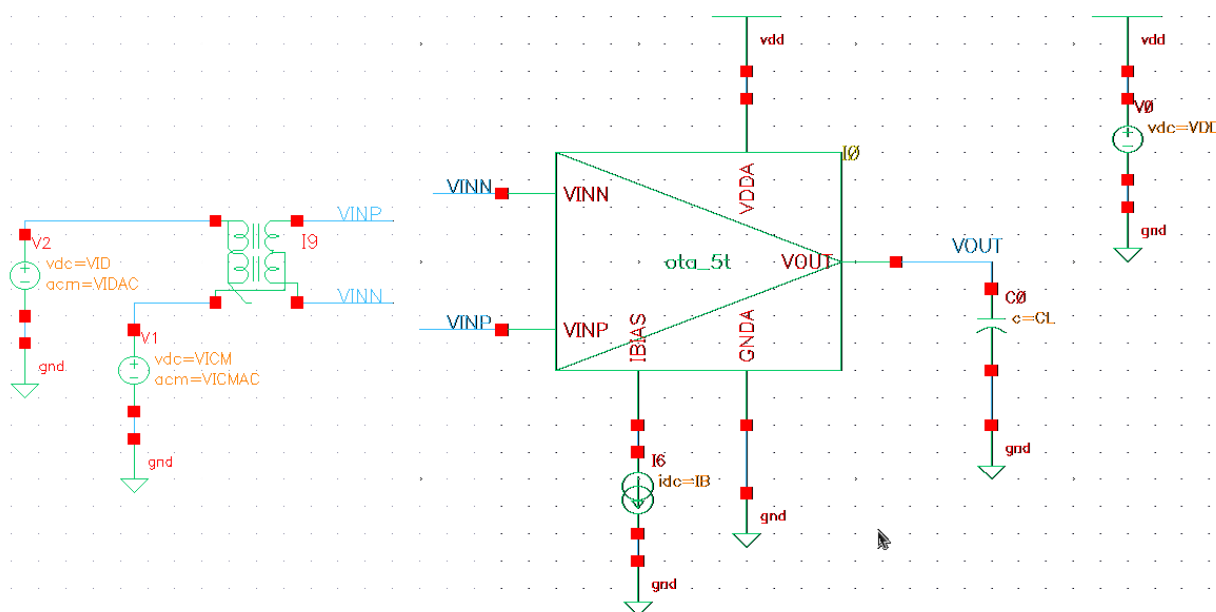 vdd
vdd
V0
vdc=VDD
gnd
I0
VINN
VINN
VDDA
ota_5t
VOUT
VOUT
VINP
VINP
IBIAS
GNDA
C0
c=CL
gnd
VINP
I9
VINN
V2
vdc=VID
acm=VIDAC
gnd
V1
vdc=VICM
acm=VICMAC
gnd
I6
idc=IB
gnd
gnd